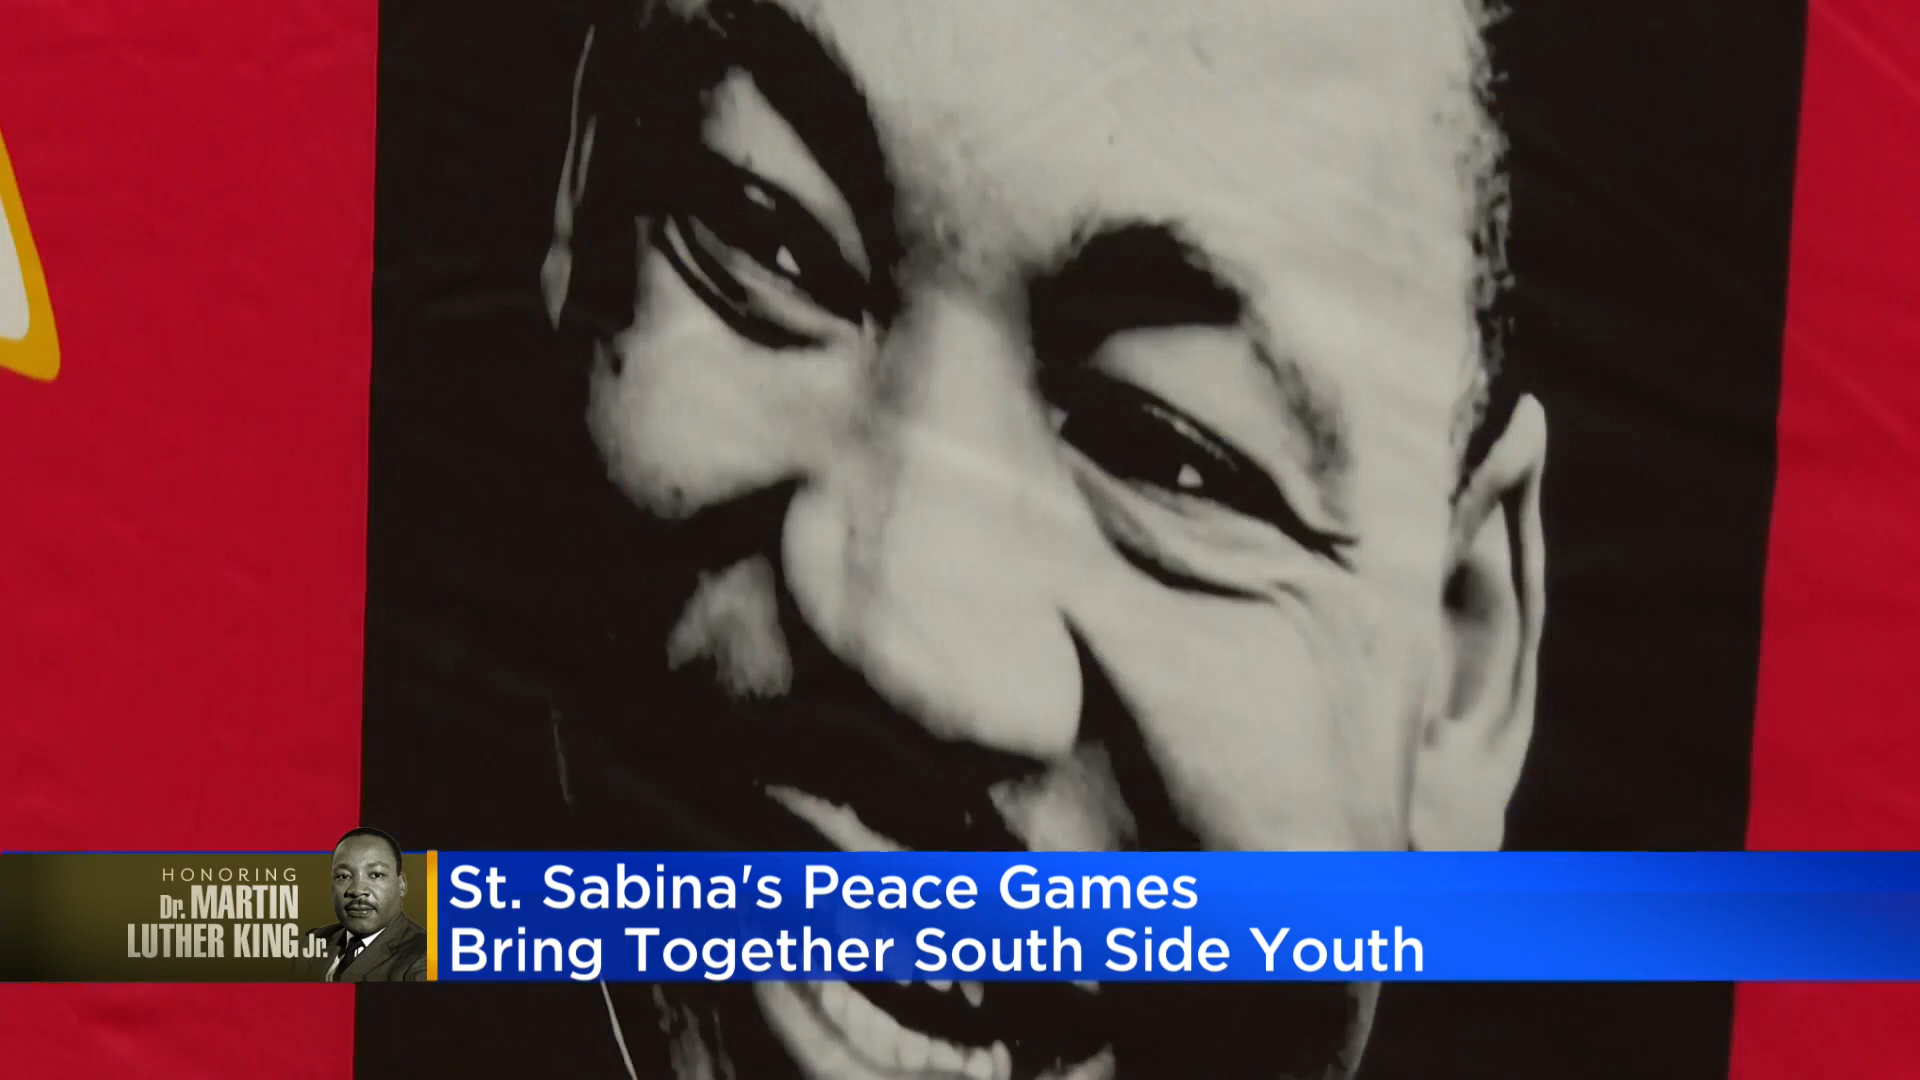 HONORING
Dr. MARTIN
LUTHER KING Jr.
St. Sabina's Peace Games
Bring Together South Side Youth